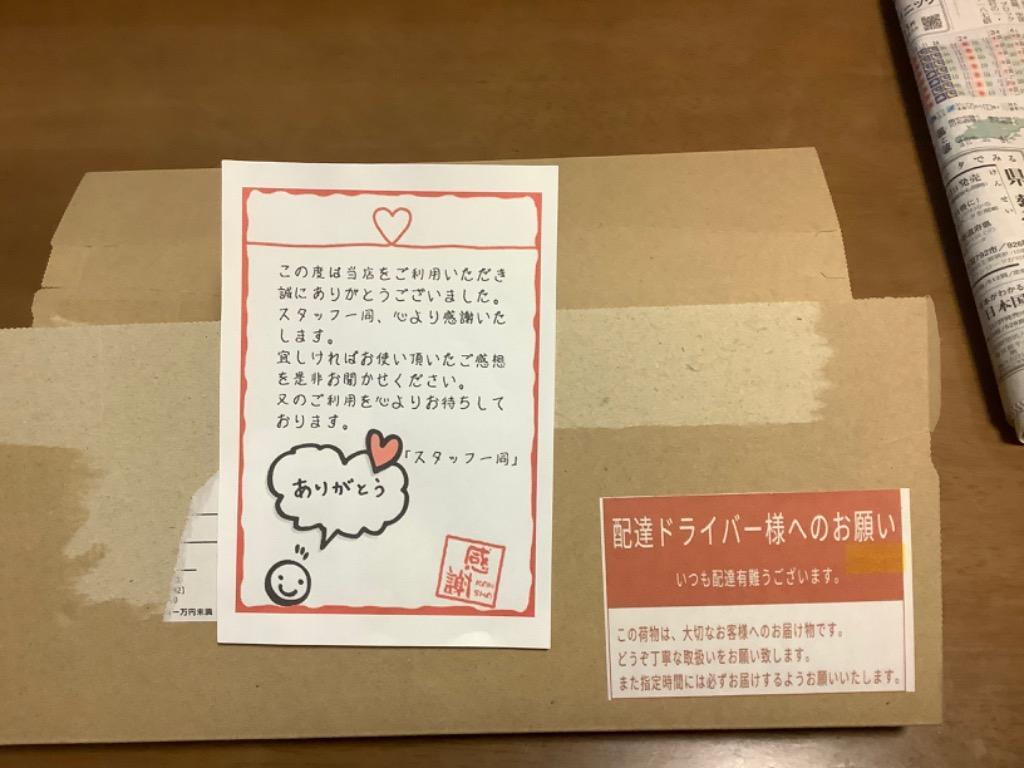 この度は当店をご利用いただき
誠にありがとうございました。
スタッフ一同、心より感謝いた
します。
宜しければお使い頂いたご感想
を是非お聞かせください。
又のご利用を心よりお待ちして
おります。
「スタッフ一同」
ありがとう
感謝
一万円未満
配達ドライバー様へのお願い
いつも配達有難うございます。
この荷物は、大切なお客様へのお届け物です。
どうぞ丁寧な取扱いをお願い致します。
また指定時間には必ずお届けするようお願いいたします。